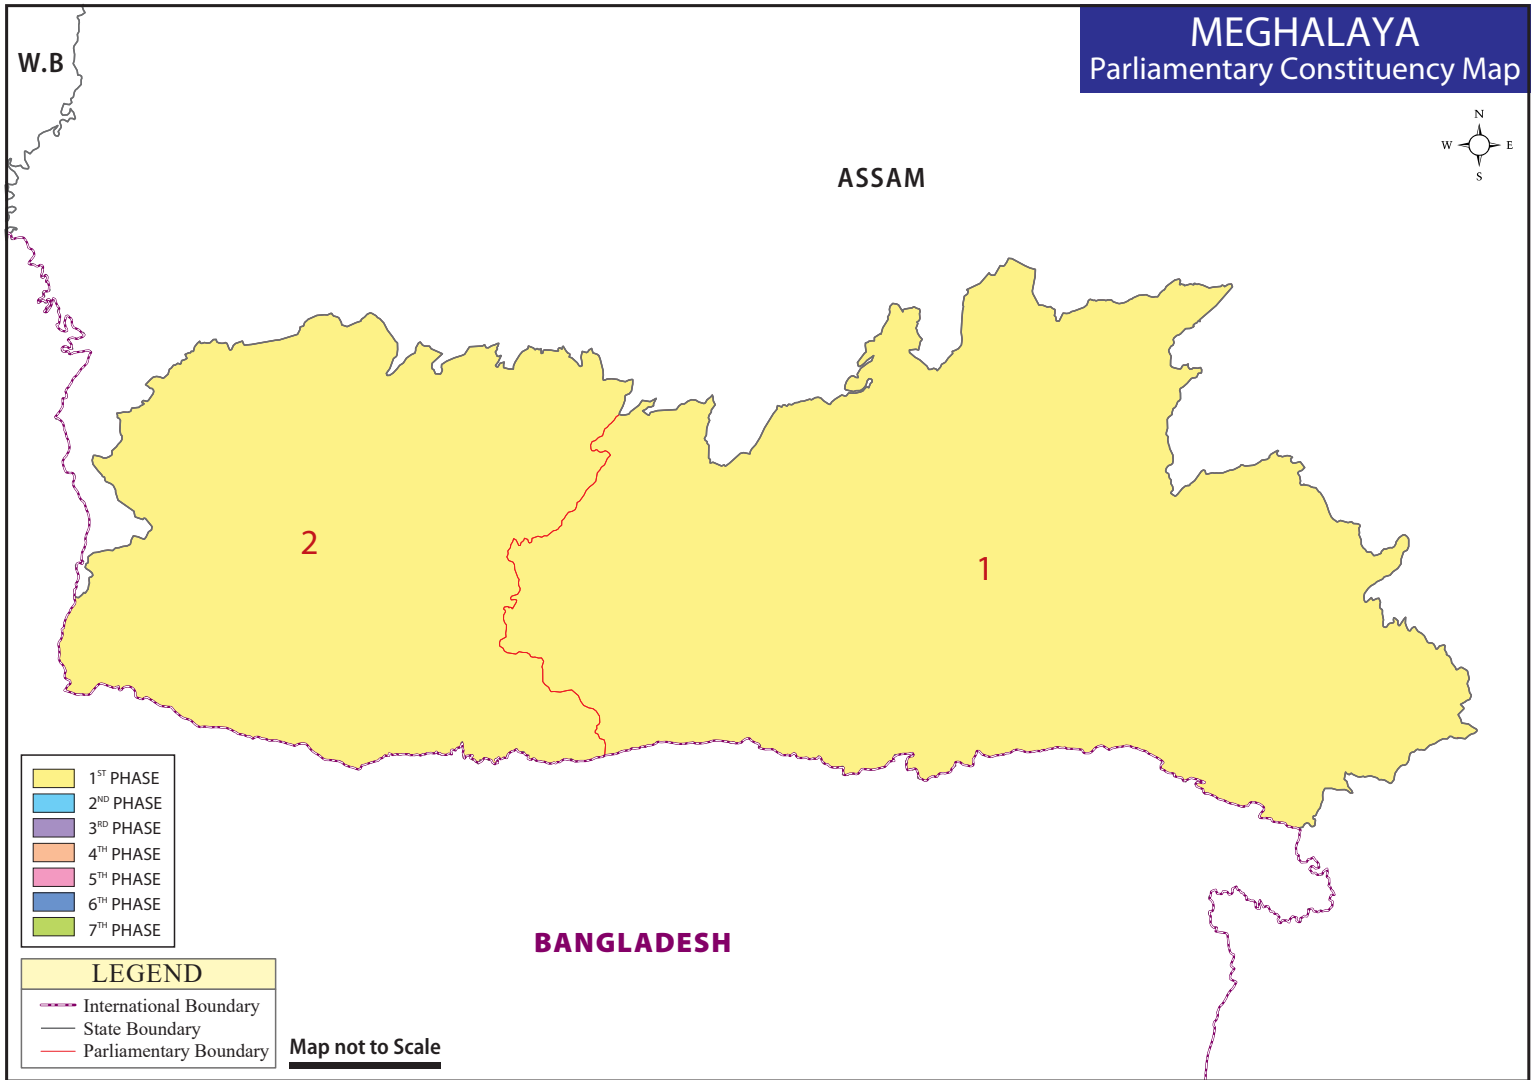 MEGHALAYA
Parliamentary Constituency Map
W.B
N
W E
S
ASSAM
2
1
1ST PHASE
2ND PHASE
3RD PHASE
4TH PHASE
5TH PHASE
6TH PHASE
7TH PHASE
BANGLADESH
LEGEND
International Boundary
State Boundary
Parliamentary Boundary
Map not to Scale